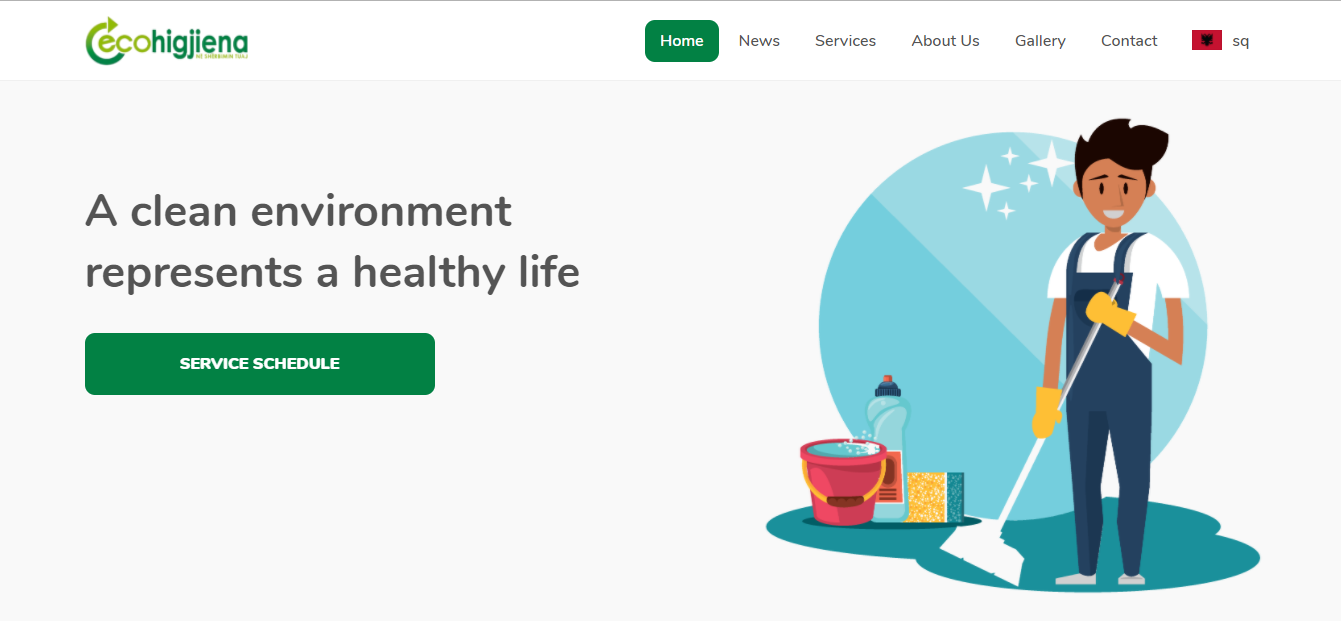 ecohigjiena
NË SHËRBIMIN TUAJ
Home
News
Services
About Us
Gallery
Contact
sq
A clean environment
represents a healthy life
SERVICE SCHEDULE